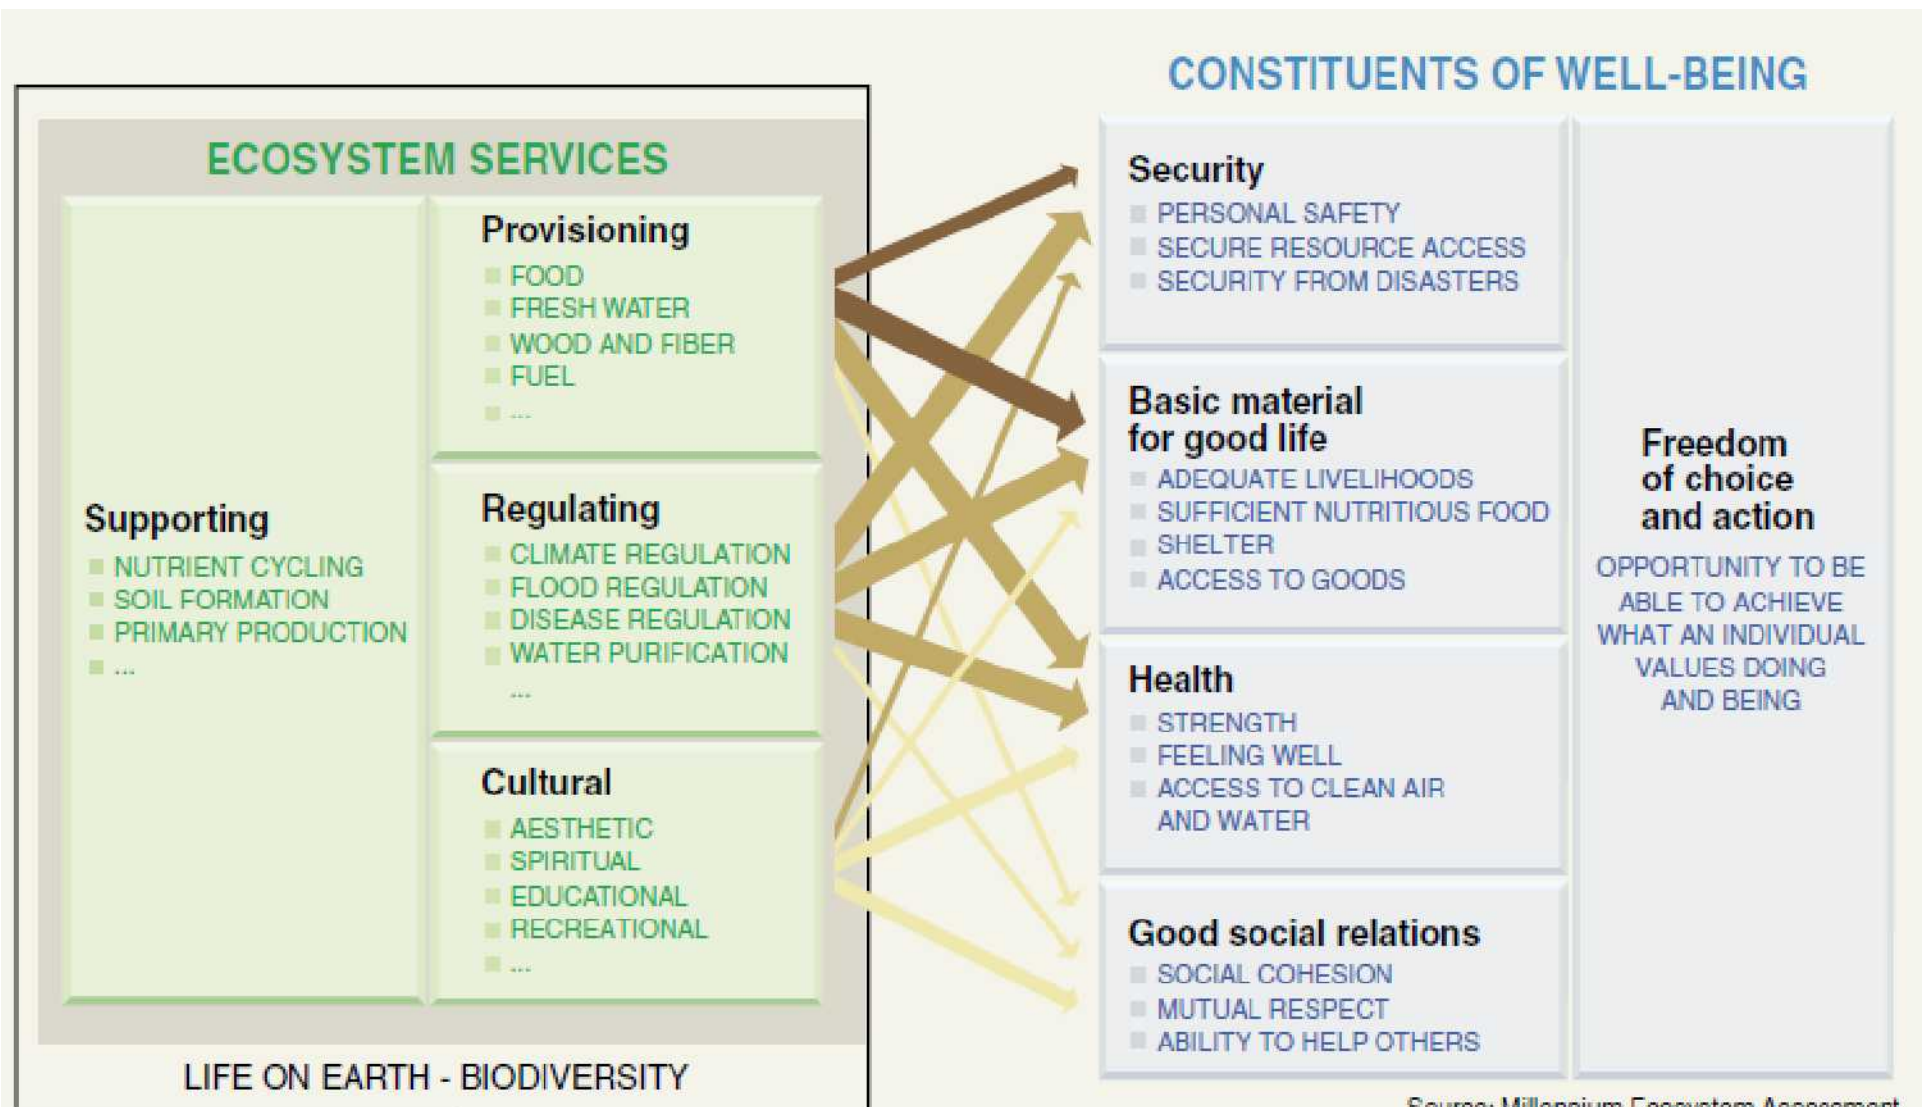 CONSTITUENTS OF WELL-BEING
ECOSYSTEM SERVICES
Supporting
NUTRIENT CYCLING
SOIL FORMATION
PRIMARY PRODUCTION
...
Provisioning
FOOD
FRESH WATER
WOOD AND FIBER
FUEL
...
Regulating
CLIMATE REGULATION
FLOOD REGULATION
DISEASE REGULATION
WATER PURIFICATION
...
Cultural
AESTHETIC
SPIRITUAL
EDUCATIONAL
RECREATIONAL
...
LIFE ON EARTH - BIODIVERSITY
Security
PERSONAL SAFETY
SECURE RESOURCE ACCESS
SECURITY FROM DISASTERS
Basic material
for good life
ADEQUATE LIVELIHOODS
SUFFICIENT NUTRITIOUS FOOD
SHELTER
ACCESS TO GOODS
Health
STRENGTH
FEELING WELL
ACCESS TO CLEAN AIR
AND WATER
Good social relations
SOCIAL COHESION
MUTUAL RESPECT
ABILITY TO HELP OTHERS
Freedom
of choice
and action
OPPORTUNITY TO BE
ABLE TO ACHIEVE
WHAT AN INDIVIDUAL
VALUES DOING
AND BEING
Source: Millennium Ecosystem Assessment